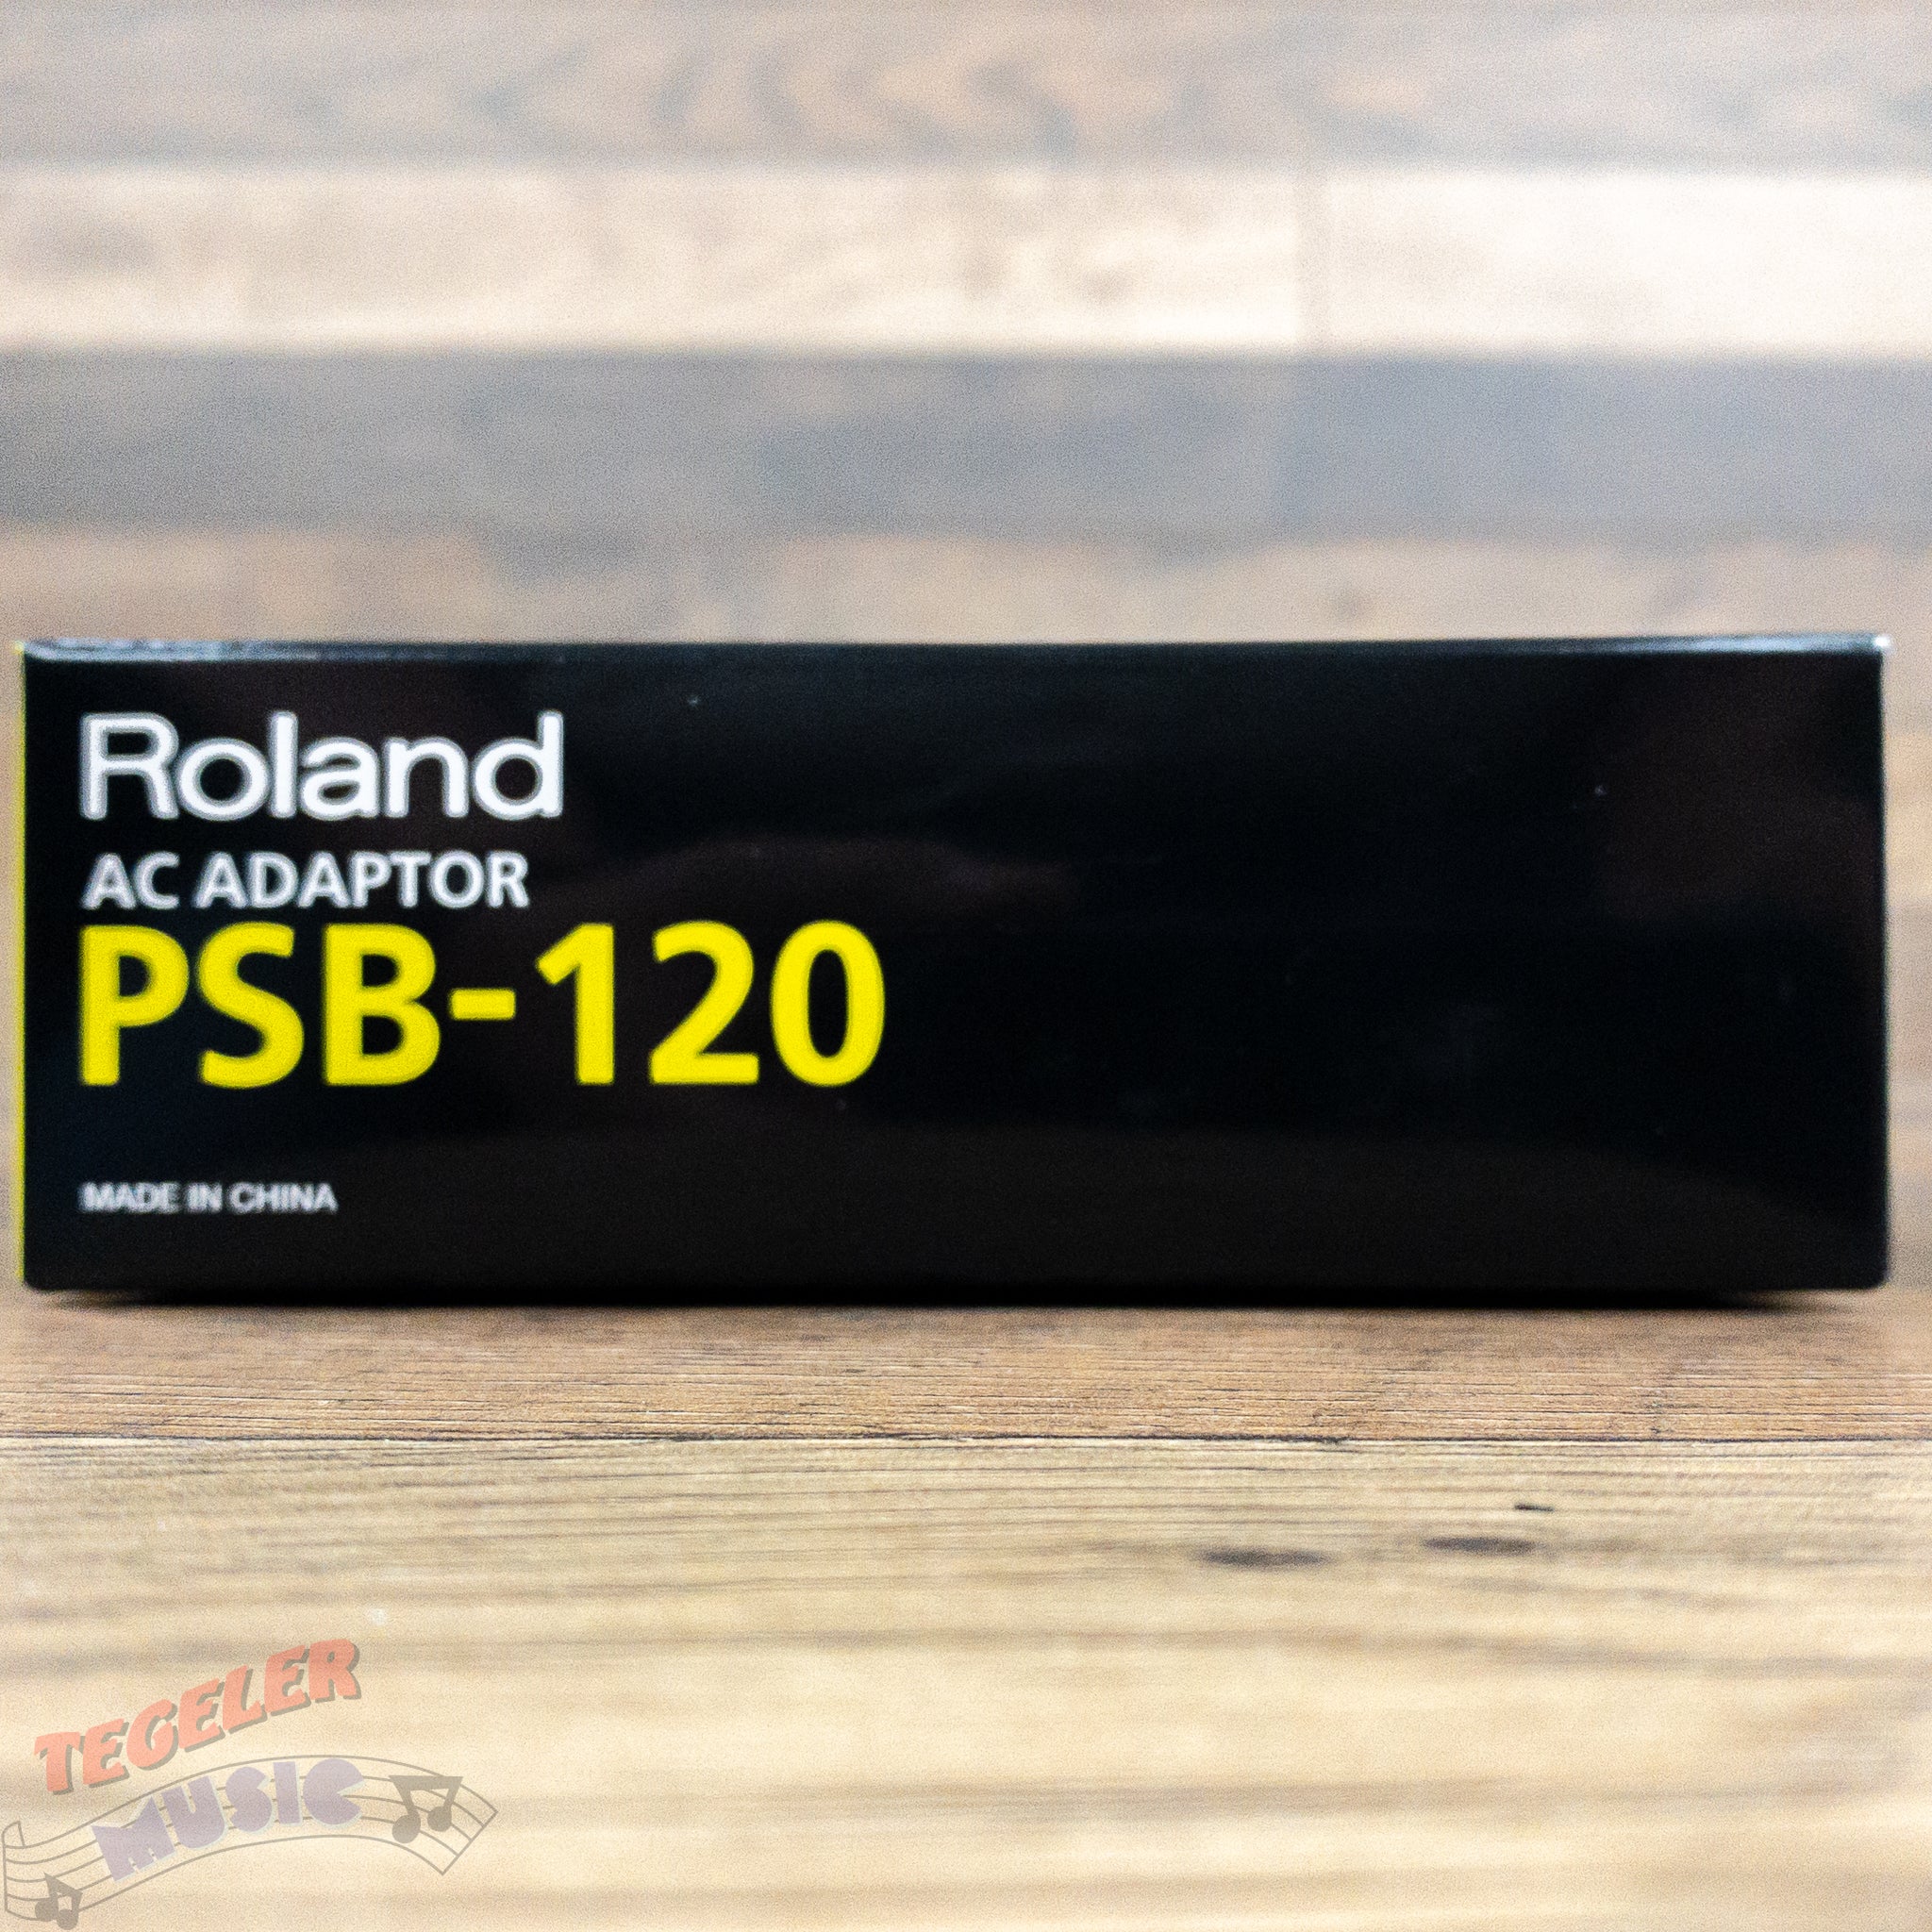 Roland
AC ADAPTOR
PSB-120
MADE IN CHINA
TEGELER
MUSIC